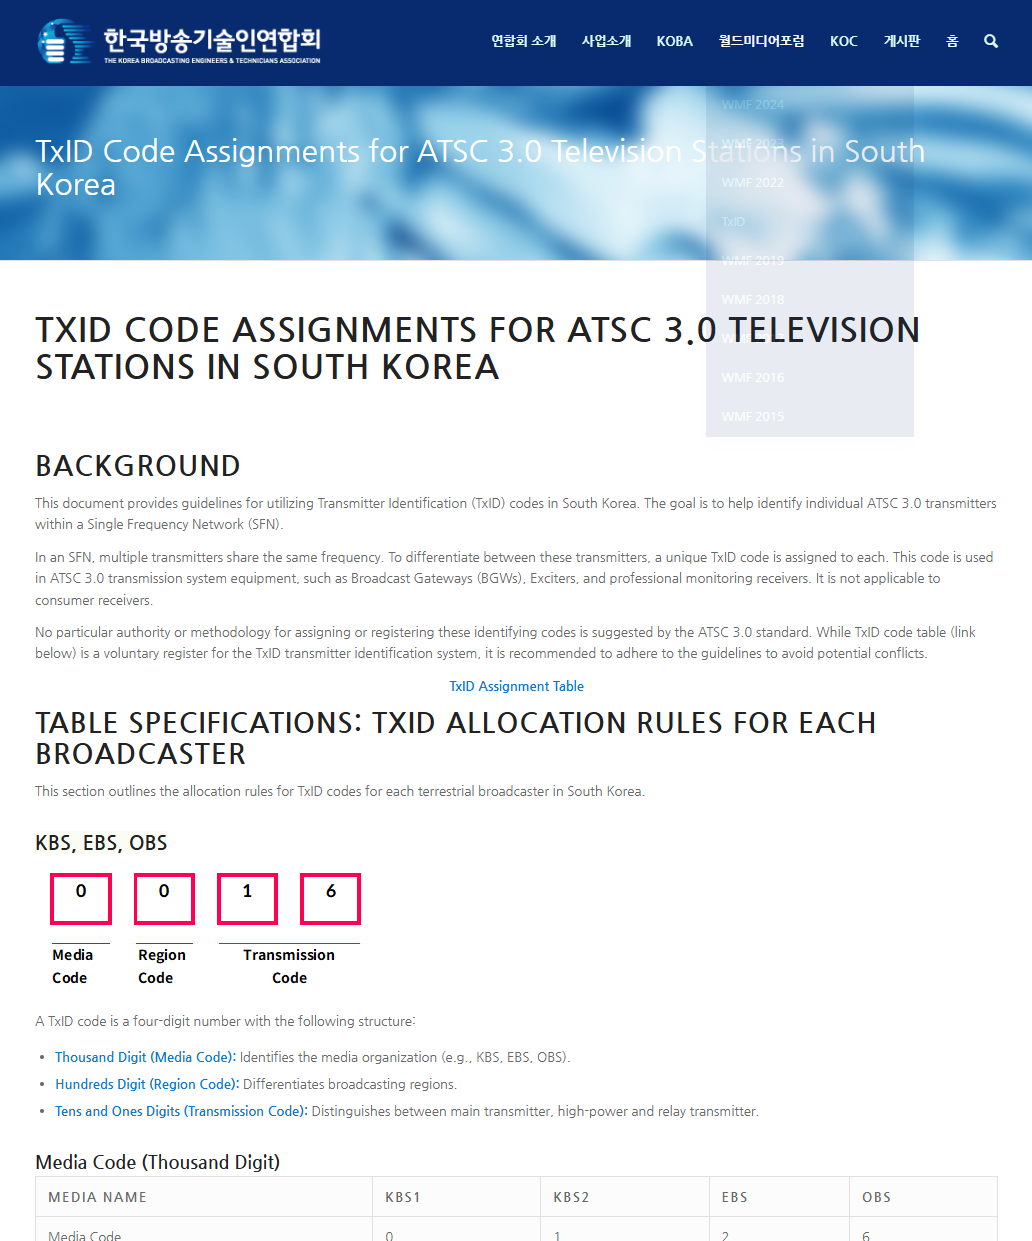 한국방송기술인연합회
THE KOREA BROADCASTING ENGINEERS & TECHNICIANS ASSOCIATION
연합회 소개 사업소개 KOBA 월드미디어포럼 KOC 게시판 홈
WMF 2024
WMF 2023
WMF 2022
TxID
WMF 2019
WMF 2018
WMF 2016
WMF 2015
TxID Code Assignments for ATSC 3.0 Television Stations in South
Korea
TXID CODE ASSIGNMENTS FOR ATSC 3.0 TELEVISION
STATIONS IN SOUTH KOREA
BACKGROUND
This document provides guidelines for utilizing Transmitter Identification (TxID) codes in South Korea. The goal is to help identify individual ATSC 3.0 transmitters
within a Single Frequency Network (SFN).
In an SFN, multiple transmitters share the same frequency. To differentiate between these transmitters, a unique TxID code is assigned to each. This code is used
in ATSC 3.0 transmission system equipment, such as Broadcast Gateways (BGWs), Exciters, and professional monitoring receivers. It is not applicable to
consumer receivers.
No particular authority or methodology for assigning or registering these identifying codes is suggested by the ATSC 3.0 standard. While TxID code table (link
below) is a voluntary register for the TxID transmitter identification system, it is recommended to adhere to the guidelines to avoid potential conflicts.
TxID Assignment Table
TABLE SPECIFICATIONS: TXID ALLOCATION RULES FOR EACH
BROADCASTER
This section outlines the allocation rules for TxID codes for each terrestrial broadcaster in South Korea.
KBS, EBS, OBS
0 0 1 6
Media Region Transmission
Code Code Code
A TxID code is a four-digit number with the following structure:
• Thousand Digit (Media Code): Identifies the media organization (e.g., KBS, EBS, OBS).
• Hundreds Digit (Region Code): Differentiates broadcasting regions.
• Tens and Ones Digits (Transmission Code): Distinguishes between main transmitter, high-power and relay transmitter.
Media Code (Thousand Digit)
MEDIA NAME KBS1 KBS2 EBS OBS
Media Code 0 1 2 6